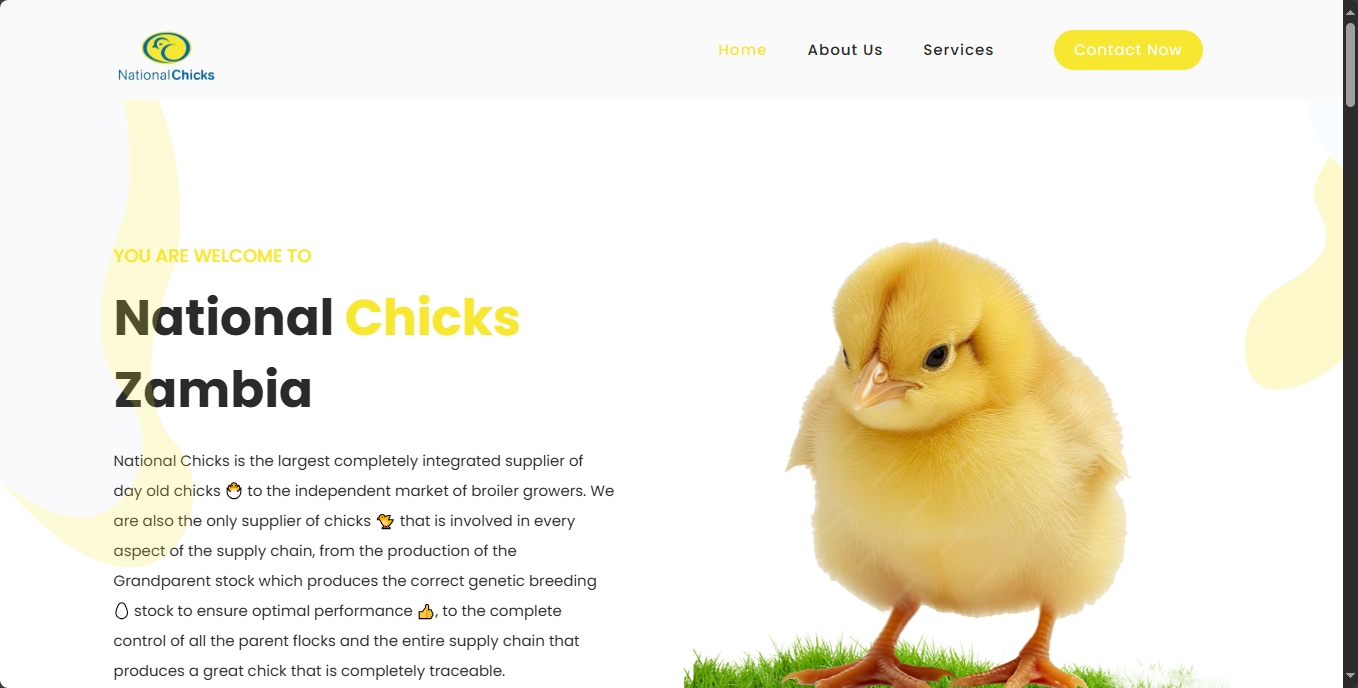 NationalChicks
Home About Us Services Contact Now
YOU ARE WELCOME TO
National Chicks
Zambia
National Chicks is the largest completely integrated supplier of
day old chicks 🐣 to the independent market of broiler growers. We
are also the only supplier of chicks 🐤 that is involved in every
aspect of the supply chain, from the production of the
Grandparent stock which produces the correct genetic breeding
🥚 stock to ensure optimal performance 👍, to the complete
control of all the parent flocks and the entire supply chain that
produces a great chick that is completely traceable.